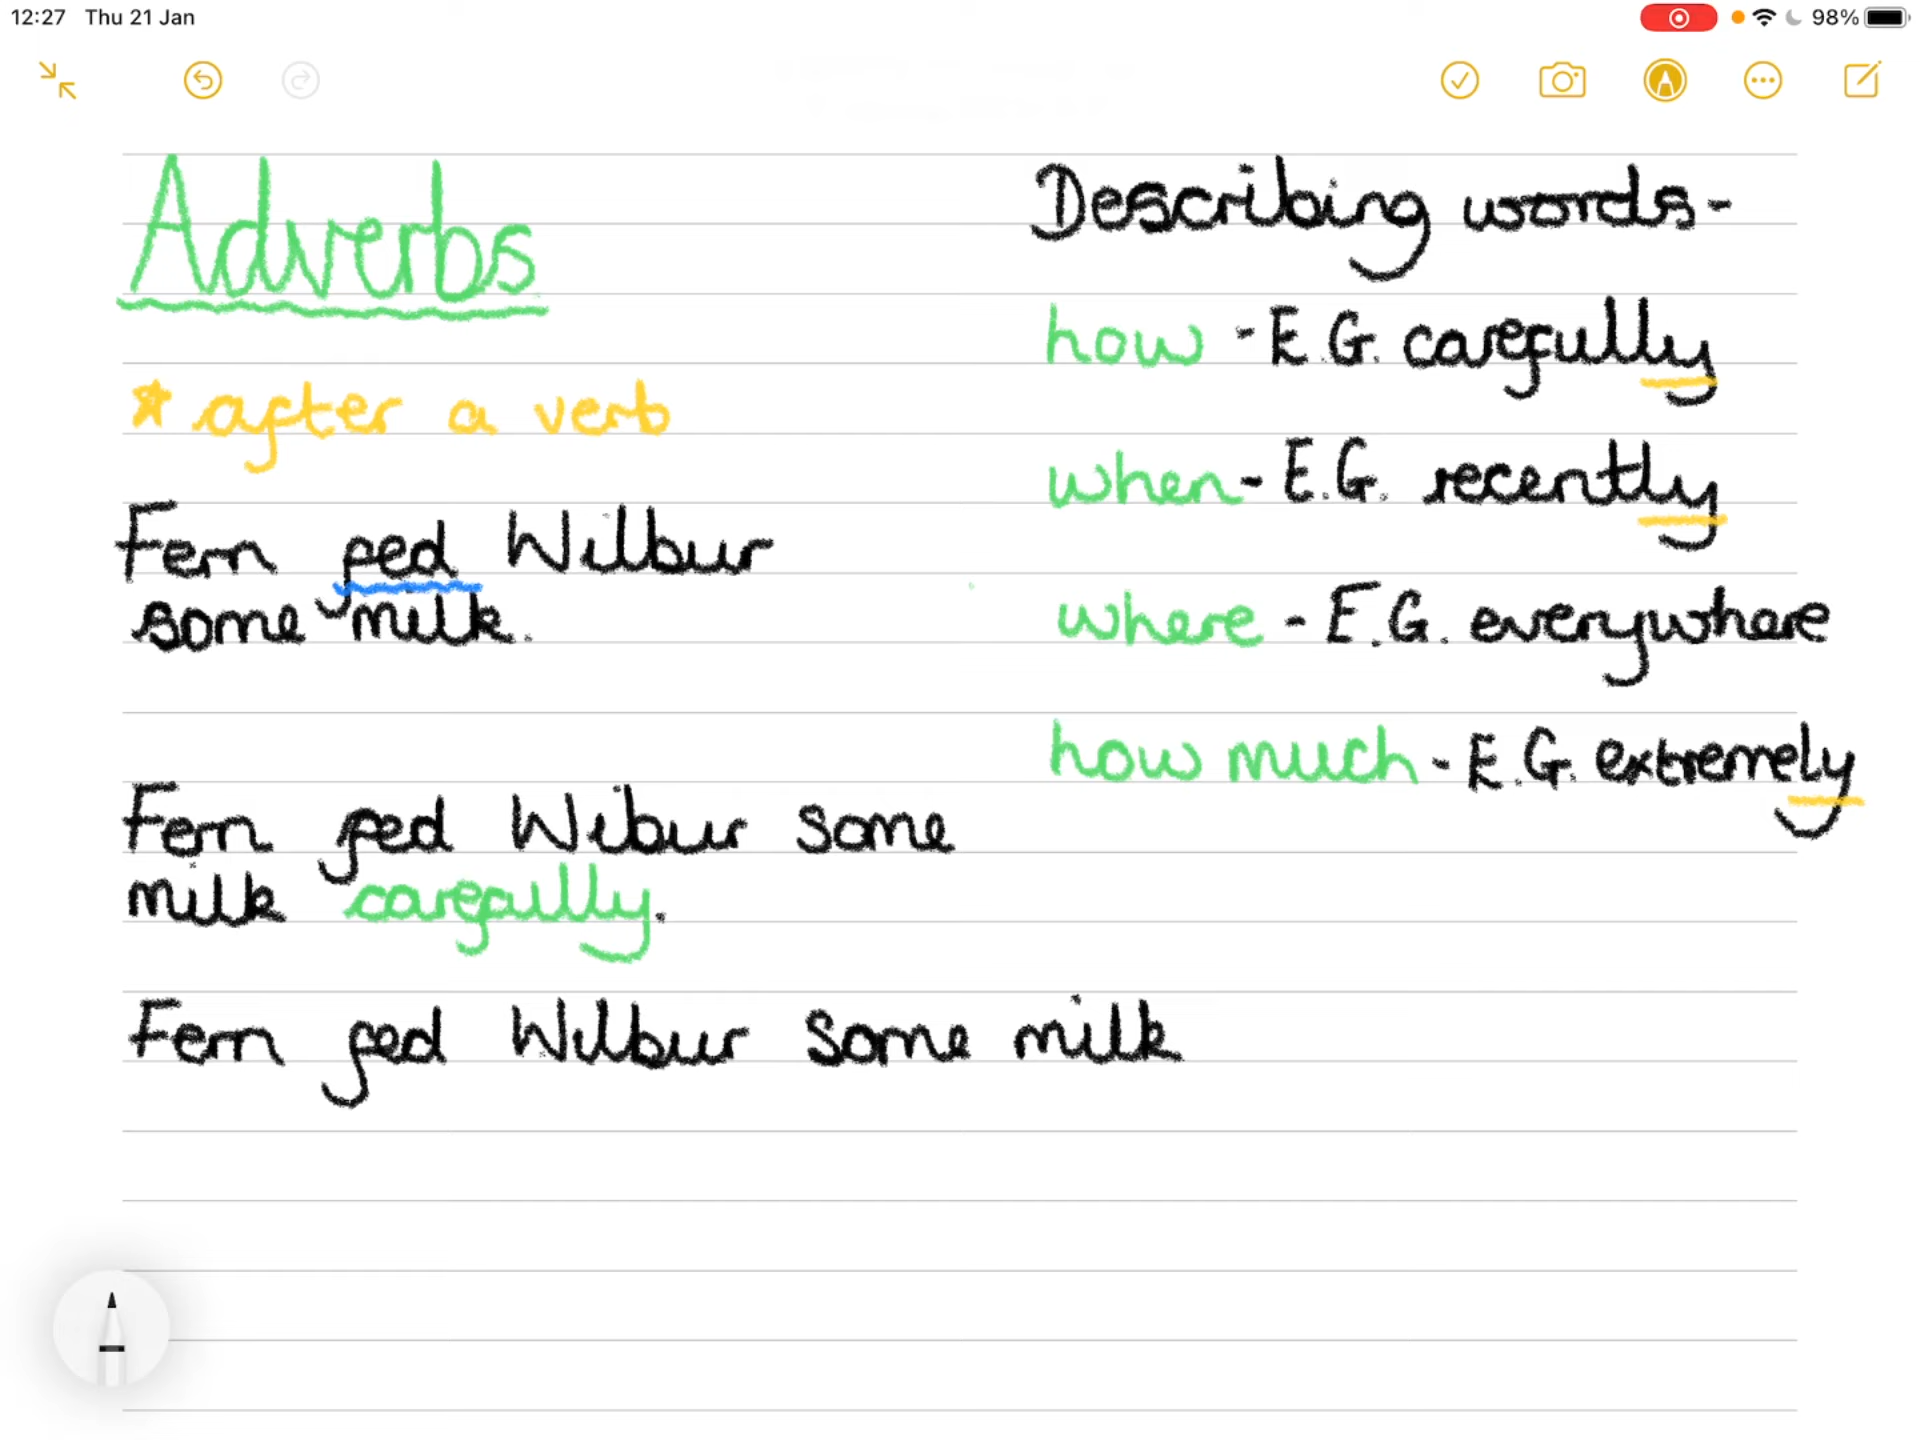 12:27 Thu 21 Jan
98%
Adverbs
* after a verb
Fern fed Wilbur
some milk.
Fern fed Wibur some
milk carefully.
Fern fed Wilbur some milk
Describing words-
how - E.G. carefully
when - E.G. recently
where - E.G. everywhere
how much - E.G. extremely